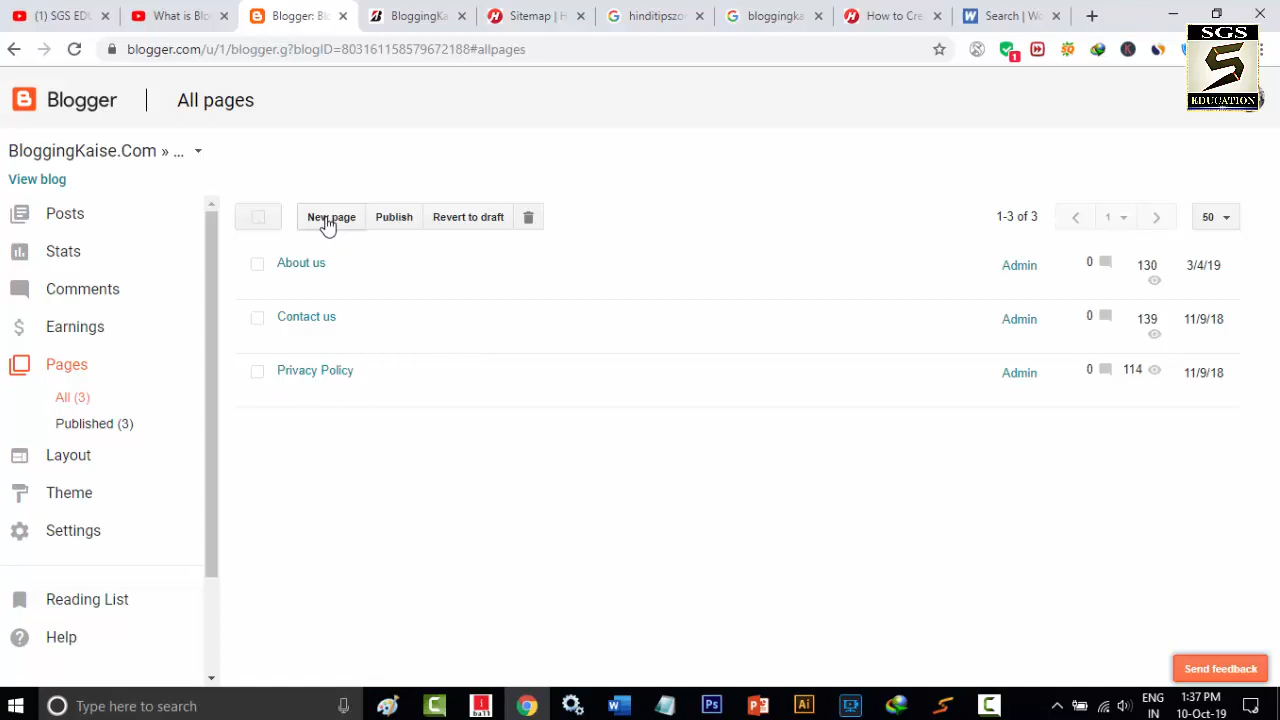 (1) SGS EDU
What is Blo
Blogger: Bl
BloggingKa
Sitemap | H
hinditipszo
bloggingka
How to Cre
Search | Wo
blogger.com/u/1/blogger.g?blogID=803161158579672188#allpages
1
SGS
S
EDUCATION
Blogger
All pages
BloggingKaise.Com » ...
View blog
Posts
Stats
Comments
Earnings
Pages
All (3)
Published (3)
Layout
Theme
Settings
Reading List
Help
New page
Publish
Revert to draft
1-3 of 3
1
50
About us
Admin
0
130
3/4/19
Contact us
Admin
0
139
11/9/18
Privacy Policy
Admin
0
114
11/9/18
Send feedback
Type here to search
ENG
IN
1:37 PM
10-Oct-19